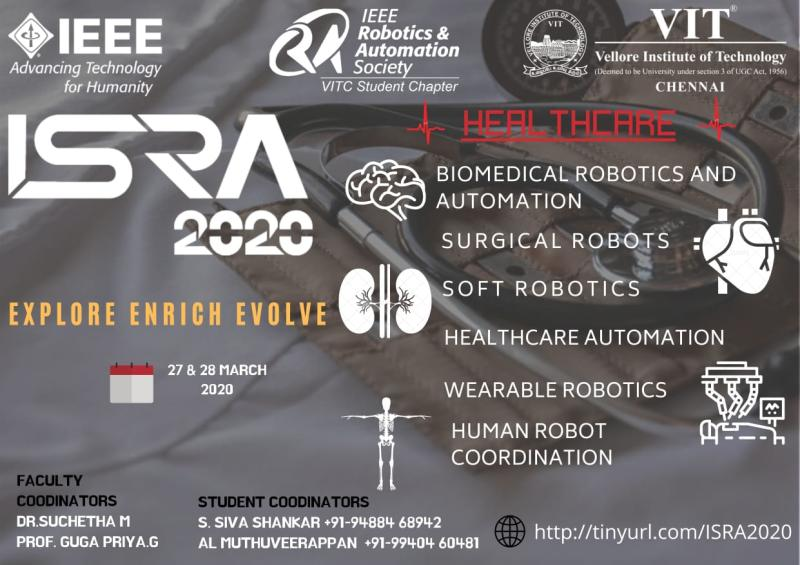 IEEE
Advancing Technology
for Humanity
IEEE
Robotics &
Automation
Society
VITC Student Chapter
VIT
VIT®
Vellore Institute of Technology
(Deemed to be University under section 3 of UGC Act, 1956)
CHENNAI
ISRA
2020
EXPLORE ENRICH EVOLVE
27 & 28 MARCH
2020
HEALTHCARE
BIOMEDICAL ROBOTICS AND
AUTOMATION
SURGICAL ROBOTS
SOFT ROBOTICS
HEALTHCARE AUTOMATION
WEARABLE ROBOTICS
HUMAN ROBOT
COORDINATION
FACULTY
COODINATORS
DR.SUCHETHA M
PROF. GUGA PRIYA.G
STUDENT COODINATORS
S. SIVA SHANKAR +91-94884 68942
AL MUTHUVEERAPPAN +91-99404 60481
http://tinyurl.com/ISRA2020